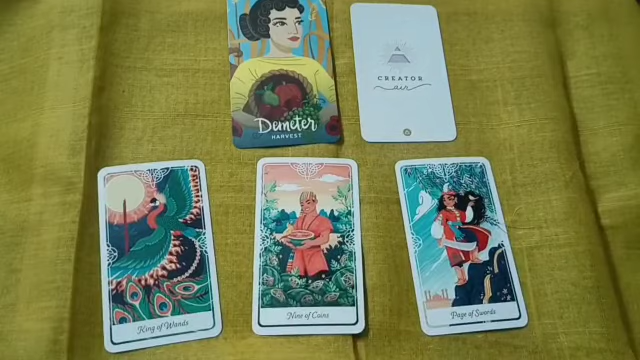 Demeter
HARVEST
CREATOR
air
King of Wands
Nine of Coins
Page of Swords